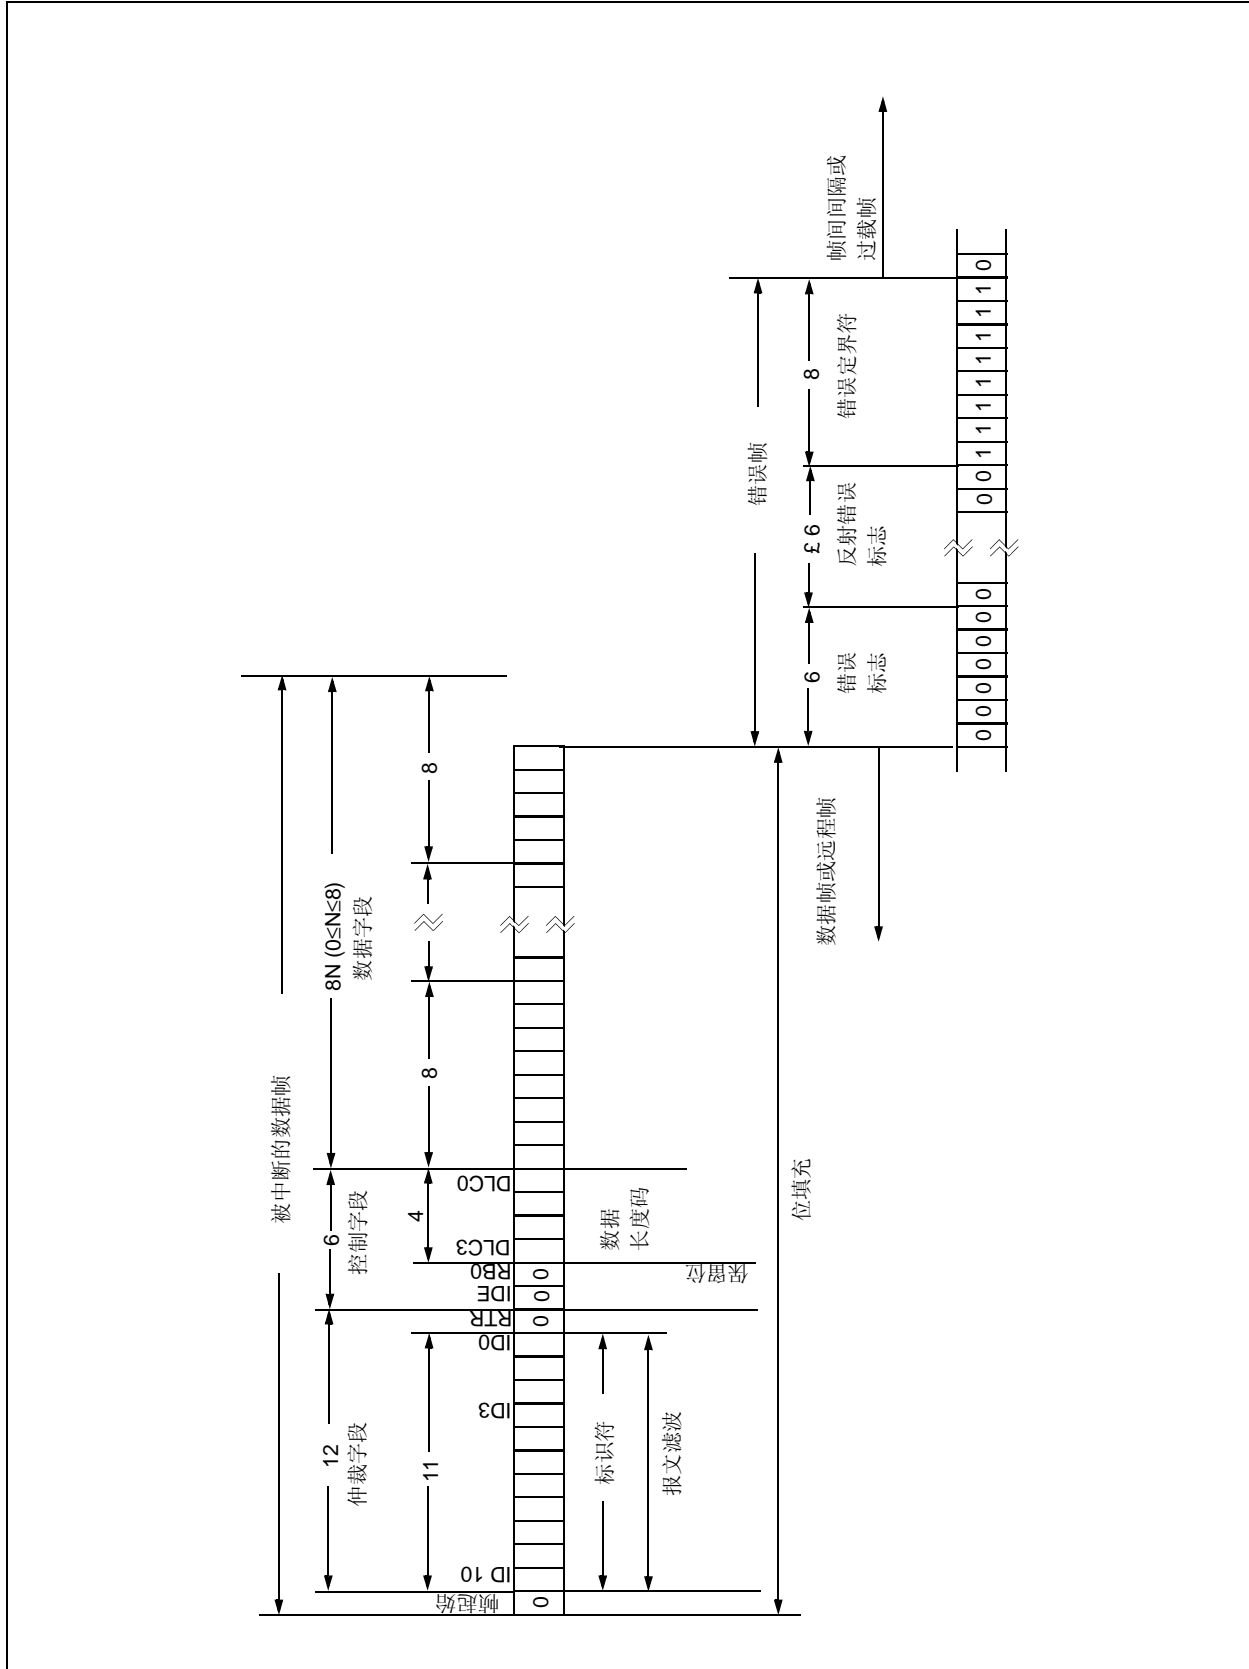 被中断的数据帧
12
仲裁字段
6
控制字段
8N (0≤N≤8)
数据字段
11
4
8
8
帧起始
ID 10
ID3
ID0
RTR
IDE
RB0
DLC3
DLC0
0
0
0
0
标识符
报文滤波
数据
长度码
保留位
位填充
数据帧或远程帧
错误帧
6
错误
标志
£ 6
反射错误
标志
8
错误定界符
帧间间隔或
过载帧
0 0 0 0 0 0 0 0 0 1 1 1 1 1 1 1 1 0